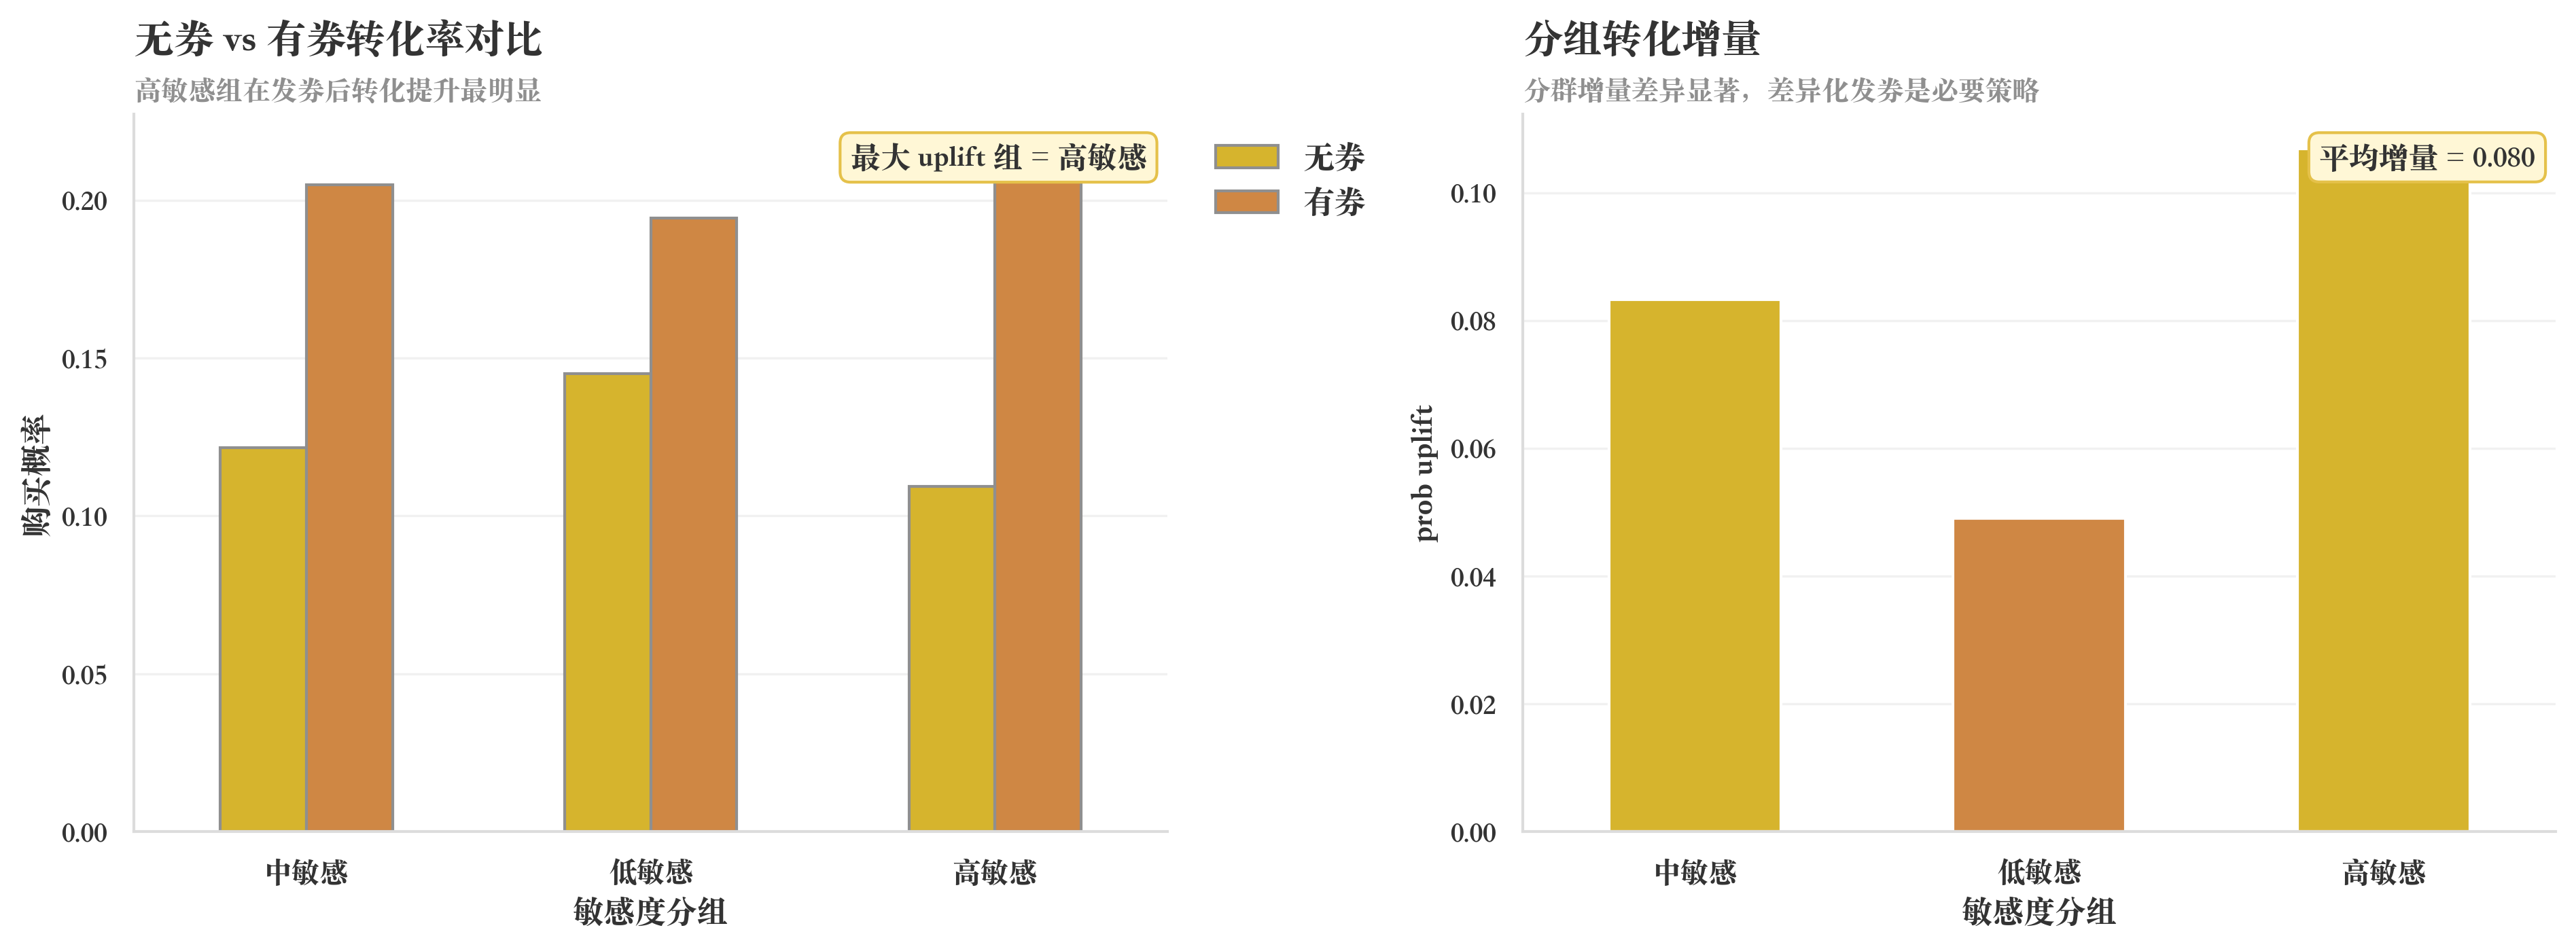 无券 vs 有券转化率对比
高敏感组在发券后转化提升最明显
最大 uplift 组 = 高敏感
无券
有券
购买概率
0.20
0.15
0.10
0.05
0.00
中敏感
低敏感
高敏感
敏感度分组
分组转化增量
分群增量差异显著，差异化发券是必要策略
平均增量 = 0.080
prob uplift
0.10
0.08
0.06
0.04
0.02
0.00
中敏感
低敏感
高敏感
敏感度分组